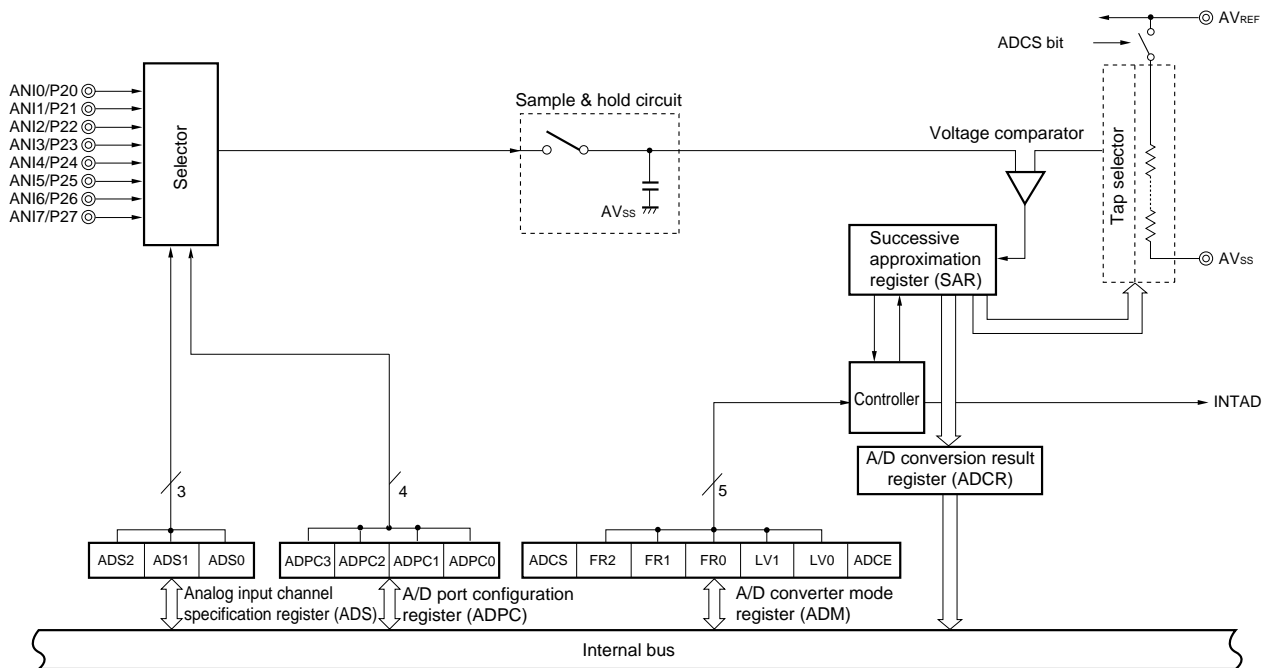 AVREF
ADCS bit
ANI0/P20
ANI1/P21
ANI2/P22
ANI3/P23
ANI4/P24
ANI5/P25
ANI6/P26
ANI7/P27
Selector
Sample & hold circuit
AVSS
Voltage comparator
Tap selector
AVSS
Successive
approximation
register (SAR)
Controller
INTAD
A/D conversion result
register (ADCR)
3
4
5
ADS2 ADS1 ADS0
ADPC3 ADPC2 ADPC1 ADPC0
ADCS FR2 FR1 FR0 LV1 LV0 ADCE
Analog input channel
specification register (ADS)
A/D port configuration
register (ADPC)
A/D converter mode
register (ADM)
Internal bus